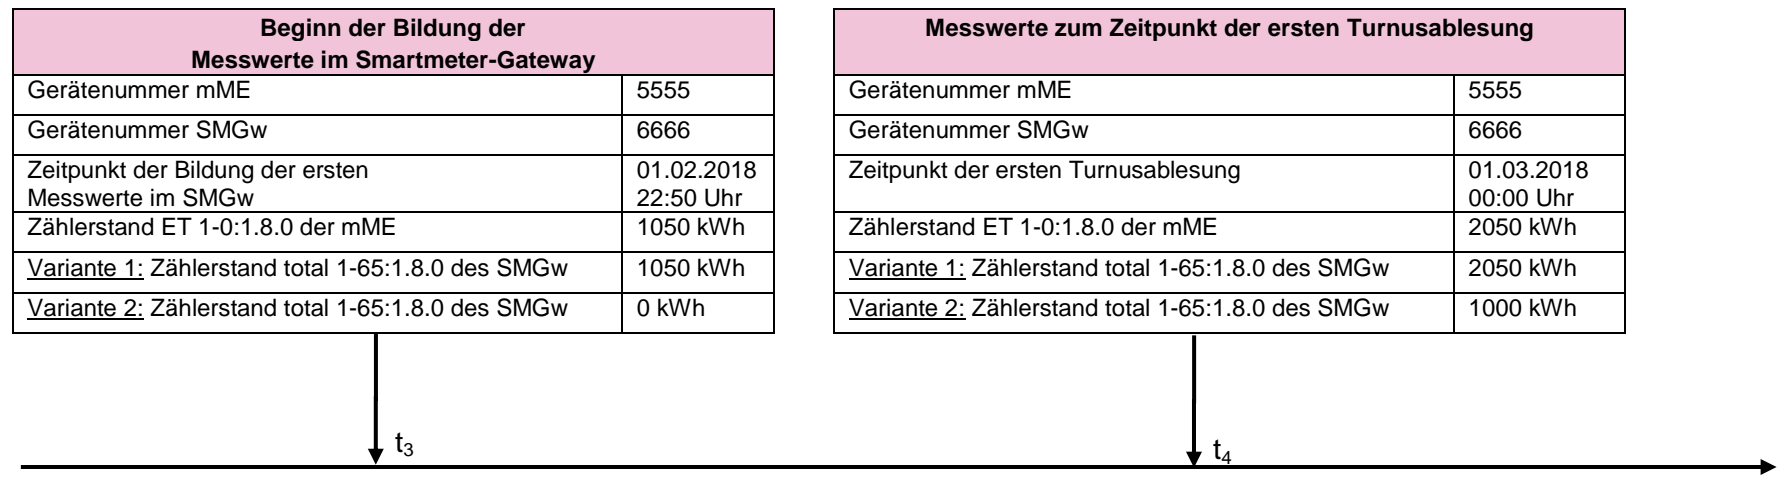 Beginn der Bildung der
Messwerte im Smartmeter-Gateway
Gerätenummer mME 5555
Gerätenummer SMGw 6666
Zeitpunkt der Bildung der ersten 01.02.2018
Messwerte im SMGw 22:50 Uhr
Zählerstand ET 1-0:1.8.0 der mME 1050 kWh
Variante 1: Zählerstand total 1-65:1.8.0 des SMGw 1050 kWh
Variante 2: Zählerstand total 1-65:1.8.0 des SMGw 0 kWh
Messwerte zum Zeitpunkt der ersten Turnusablesung
Gerätenummer mME 5555
Gerätenummer SMGw 6666
Zeitpunkt der ersten Turnusablesung 01.03.2018
00:00 Uhr
Zählerstand ET 1-0:1.8.0 der mME 2050 kWh
Variante 1: Zählerstand total 1-65:1.8.0 des SMGw 2050 kWh
Variante 2: Zählerstand total 1-65:1.8.0 des SMGw 1000 kWh
t3
t4